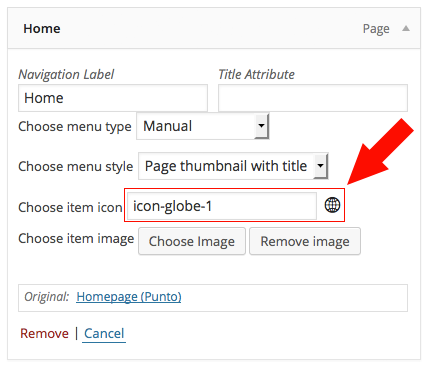 Home Page
Navigation Label Title Attribute
Home
Choose menu type Manual
Choose menu style Page thumbnail with title
Choose item icon icon-globe-1
Choose item image Choose Image Remove image
Original: Homepage (Punto)
Remove | Cancel